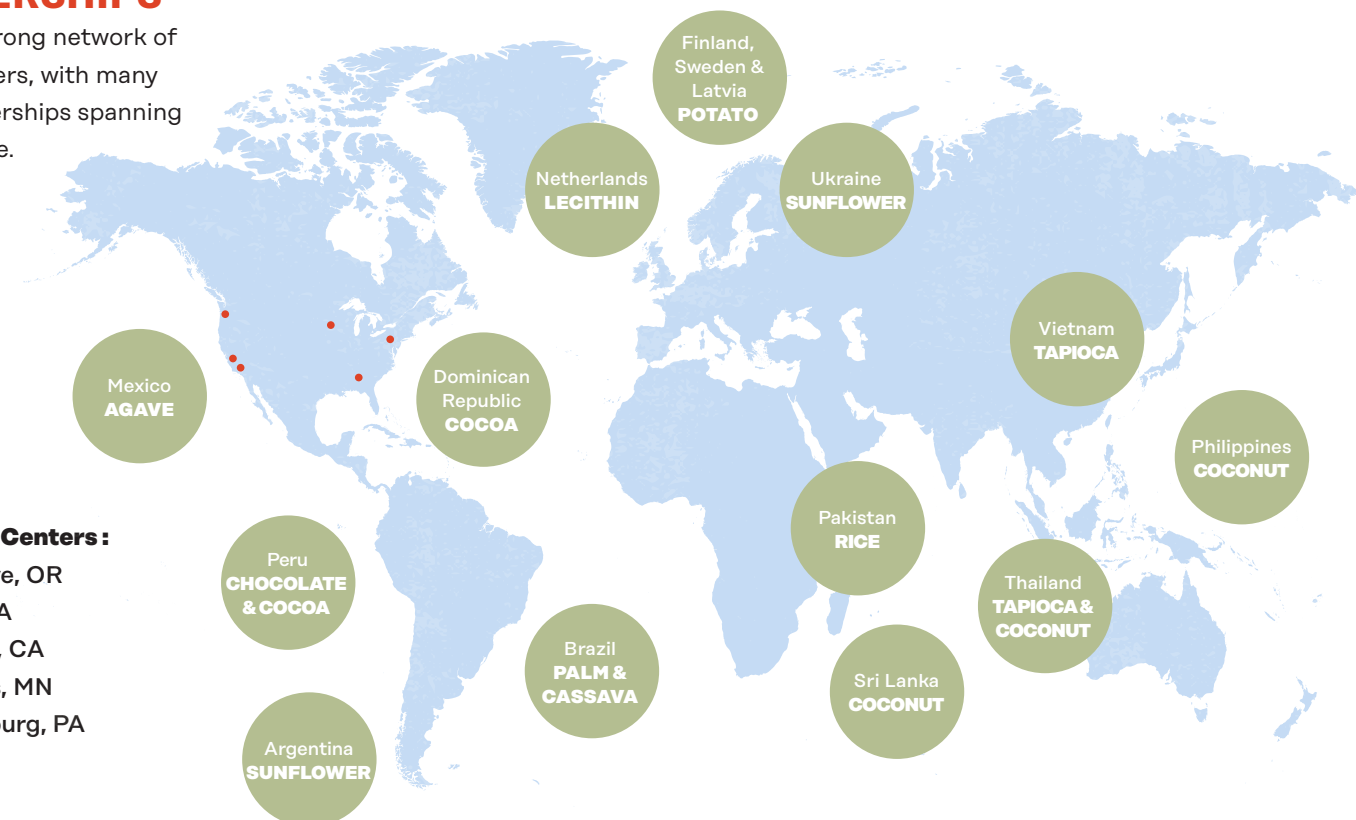 ERSHIPS
rong network of
ers, with many
erships spanning
e.
Finland,
Sweden &
Latvia
POTATO
Netherlands
LECITHIN
Ukraine
SUNFLOWER
Vietnam
TAPIOCA
Mexico
AGAVE
Dominican
Republic
COCOA
Philippines
COCONUT
Pakistan
RICE
Peru
CHOCOLATE
& COCOA
Thailand
TAPIOCA &
COCONUT
Brazil
PALM &
CASSAVA
Sri Lanka
COCONUT
Argentina
SUNFLOWER
Centers:
e, OR
A
, CA
, MN
urg, PA